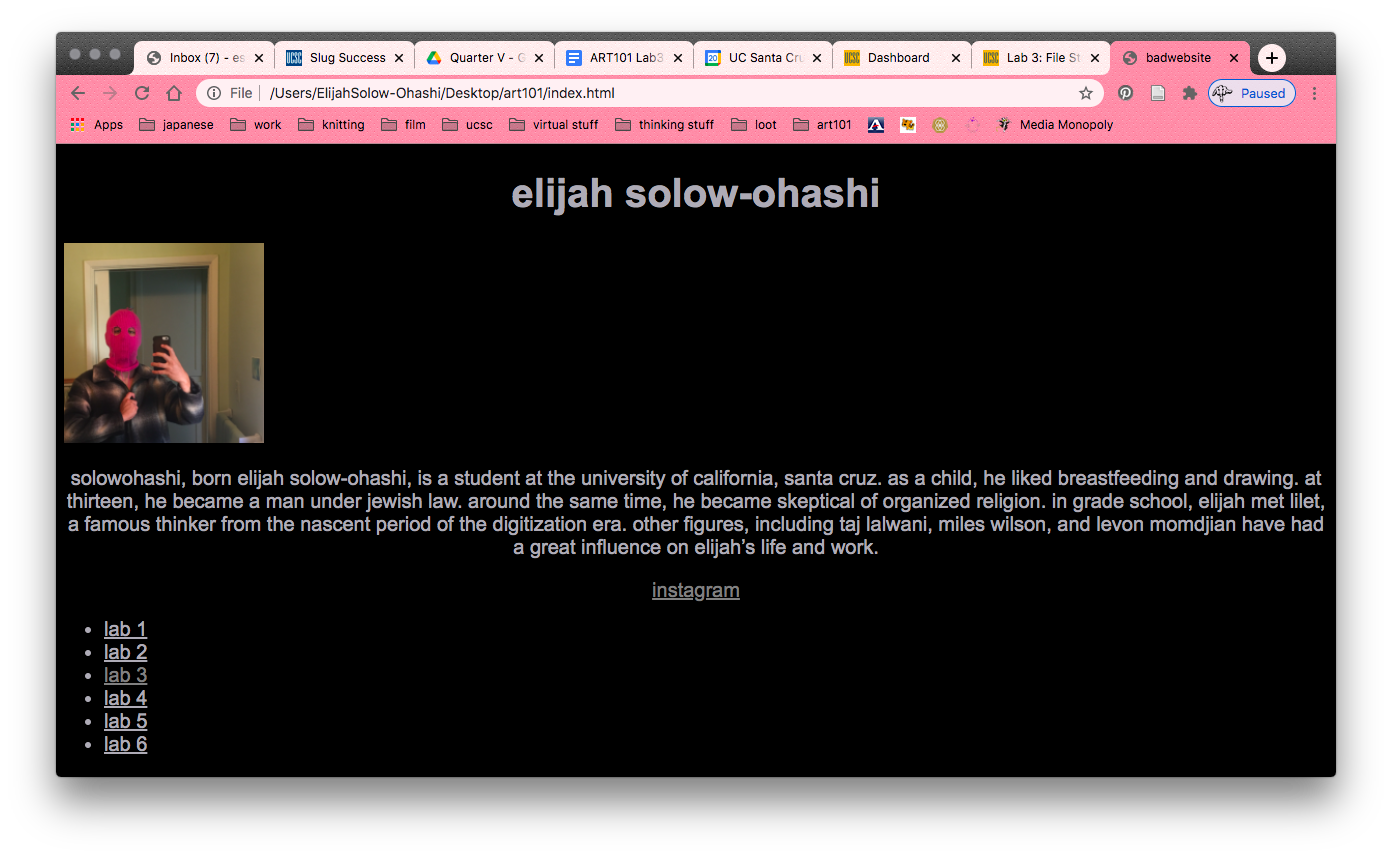 Inbox (7) - es
Slug Success
Quarter V - G
ART101 Lab3
UC Santa Cru
Dashboard
Lab 3: File St
badwebsite
File
/Users/ElijahSolow-Ohashi/Desktop/art101/index.html
Paused
Apps
japanese
work
knitting
film
ucsc
virtual stuff
thinking stuff
loot
art101
Media Monopoly
elijah solow-ohashi
solowohashi, born elijah solow-ohashi, is a student at the university of california, santa cruz. as a child, he liked breastfeeding and drawing. at
thirteen, he became a man under jewish law. around the same time, he became skeptical of organized religion. in grade school, elijah met lilet,
a famous thinker from the nascent period of the digitization era. other figures, including taj lalwani, miles wilson, and levon momdjian have had
a great influence on elijah’s life and work.
instagram
• lab 1
• lab 2
• lab 3
• lab 4
• lab 5
• lab 6